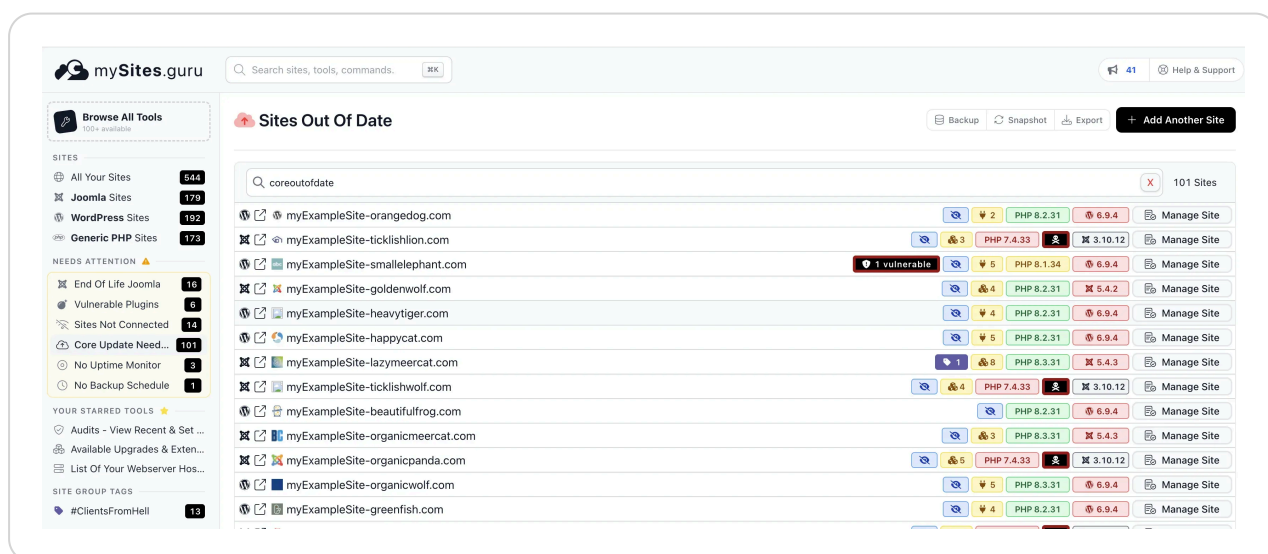 mySites.guru
Search sites, tools, commands. ⌘K
41 Help & Support
Browse All Tools
100+ available
SITES
All Your Sites 544
Joomla Sites 179
WordPress Sites 192
Generic PHP Sites 173
NEEDS ATTENTION
End Of Life Joomla 16
Vulnerable Plugins 6
Sites Not Connected 14
Core Update Need... 101
No Uptime Monitor 3
No Backup Schedule 1
YOUR STARRED TOOLS
Audits - View Recent & Set ...
Available Upgrades & Exten...
List Of Your Webserver Hos...
SITE GROUP TAGS
#ClientsFromHell 13
Sites Out Of Date
Backup Snapshot Export + Add Another Site
coreoutofdate X 101 Sites
myExampleSite-orangedog.com 2 PHP 8.2.31 6.9.4 Manage Site
myExampleSite-ticklishlion.com 3 PHP 7.4.33 3.10.12 Manage Site
myExampleSite-smallelephant.com 1 vulnerable 5 PHP 8.1.34 6.9.4 Manage Site
myExampleSite-goldenwolf.com 4 PHP 8.2.31 5.4.2 Manage Site
myExampleSite-heavytiger.com 4 PHP 8.2.31 6.9.4 Manage Site
myExampleSite-happycat.com 5 PHP 8.2.31 6.9.4 Manage Site
myExampleSite-lazymeercat.com 1 8 PHP 8.3.31 5.4.3 Manage Site
myExampleSite-ticklishwolf.com 4 PHP 7.4.33 3.10.12 Manage Site
myExampleSite-beautifulfrog.com PHP 8.2.31 6.9.4 Manage Site
myExampleSite-organicmeercat.com 3 PHP 8.3.31 5.4.3 Manage Site
myExampleSite-organicpanda.com 5 PHP 7.4.33 3.10.12 Manage Site
myExampleSite-organicwolf.com 5 PHP 8.3.31 6.9.4 Manage Site
myExampleSite-greenfish.com 4 PHP 8.2.31 6.9.4 Manage Site